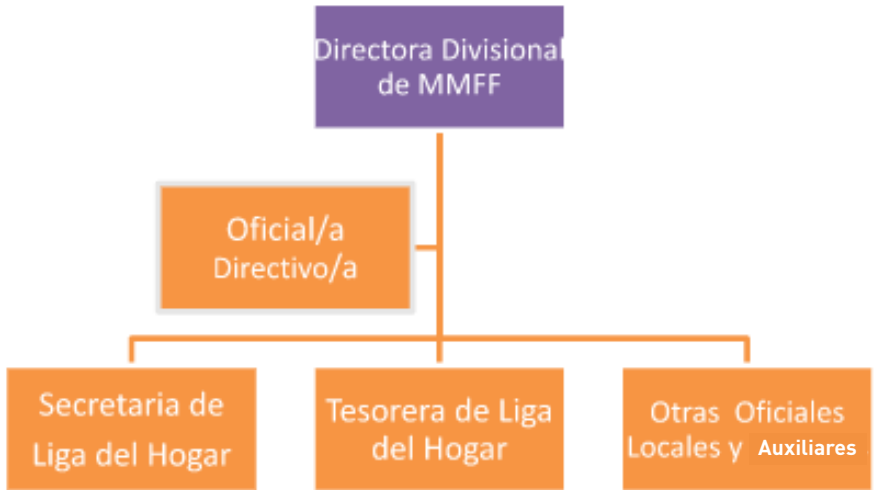 Directora Divisional
de MMFF
Oficial/a
Directivo/a
Secretaria de
Liga del Hogar
Tesorera de Liga
del Hogar
Otras Oficiales
Locales y Auxiliares